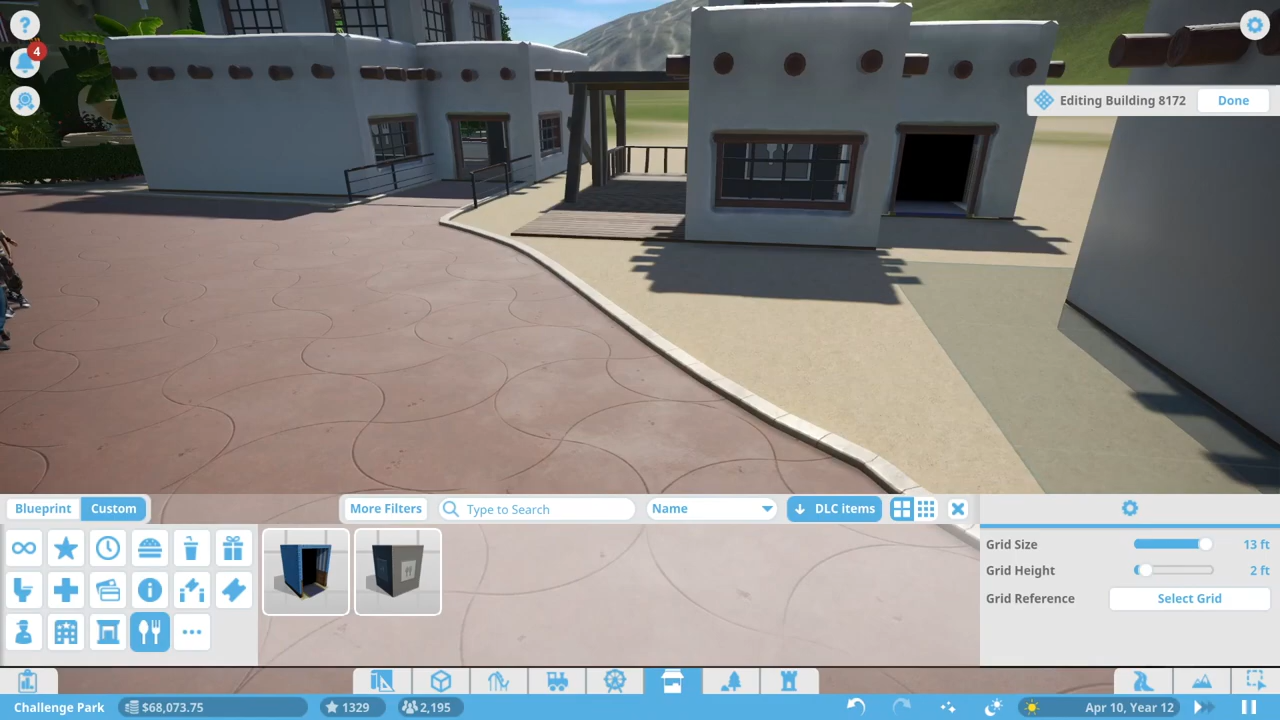 ?
4
Editing Building 8172 Done
Blueprint Custom More Filters Type to Search Name DLC items
Grid Size 13 ft
Grid Height 2 ft
Grid Reference Select Grid
Challenge Park $68,073.75 1329 2,195 Apr 10, Year 12